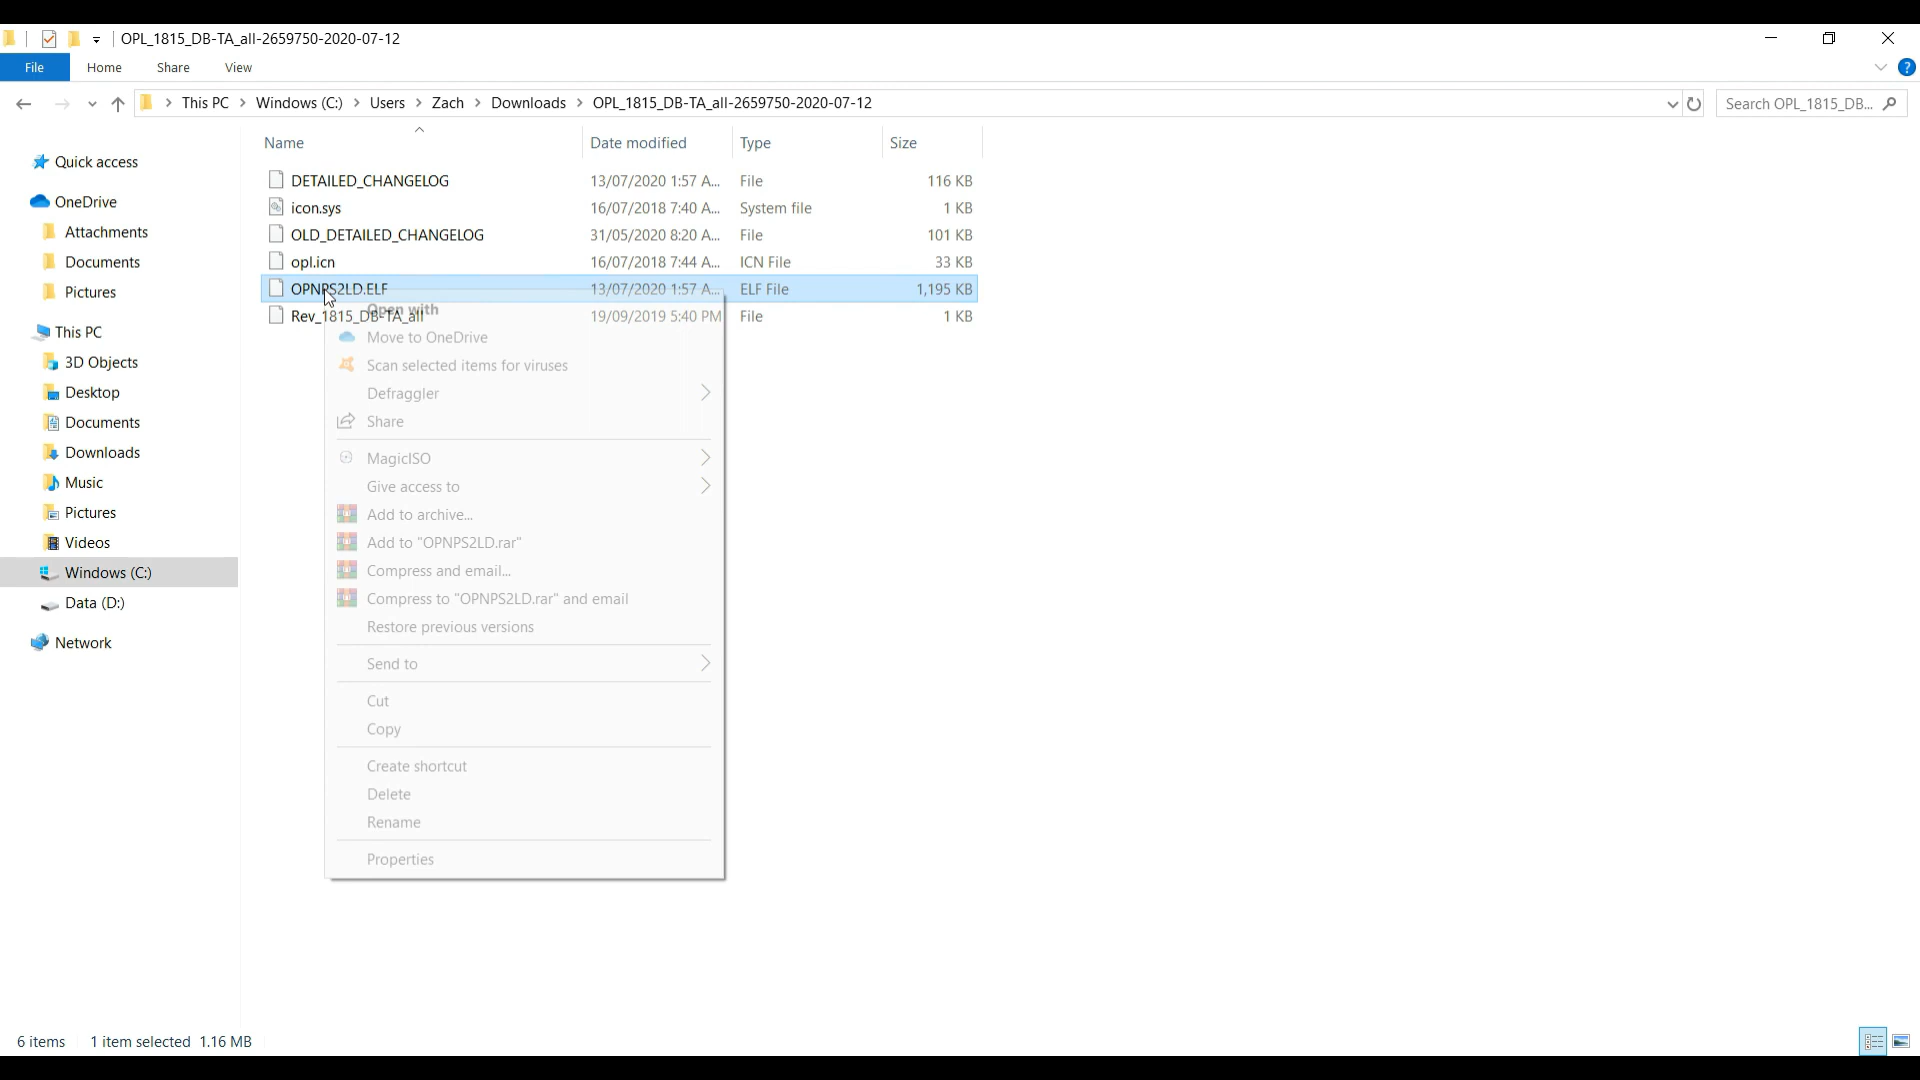 OPL_1815_DB-TA_all-2659750-2020-07-12
File Home Share View
This PC Windows (C:) Users Zach Downloads OPL_1815_DB-TA_all-2659750-2020-07-12
Search OPL_1815_DB...
Name Date modified Type Size
DETAILED_CHANGELOG 13/07/2020 1:57 A... File 116 KB
icon.sys 16/07/2018 7:40 A... System file 1 KB
OLD_DETAILED_CHANGELOG 31/05/2020 8:20 A... File 101 KB
opl.icn 16/07/2018 7:44 A... ICN File 33 KB
OPNPS2LD.ELF 13/07/2020 1:57 A... ELF File 1,195 KB
Rev_1815_DB-TA_all 19/09/2019 5:40 PM File 1 KB
Quick access
OneDrive
Attachments
Documents
Pictures
This PC
3D Objects
Desktop
Documents
Downloads
Music
Pictures
Videos
Windows (C:)
Data (D:)
Network
Open with
Move to OneDrive
Scan selected items for viruses
Defraggler
Share
MagicISO
Give access to
Add to archive...
Add to "OPNPS2LD.rar"
Compress and email...
Compress to "OPNPS2LD.rar" and email
Restore previous versions
Send to
Cut
Copy
Create shortcut
Delete
Rename
Properties
6 items 1 item selected 1.16 MB